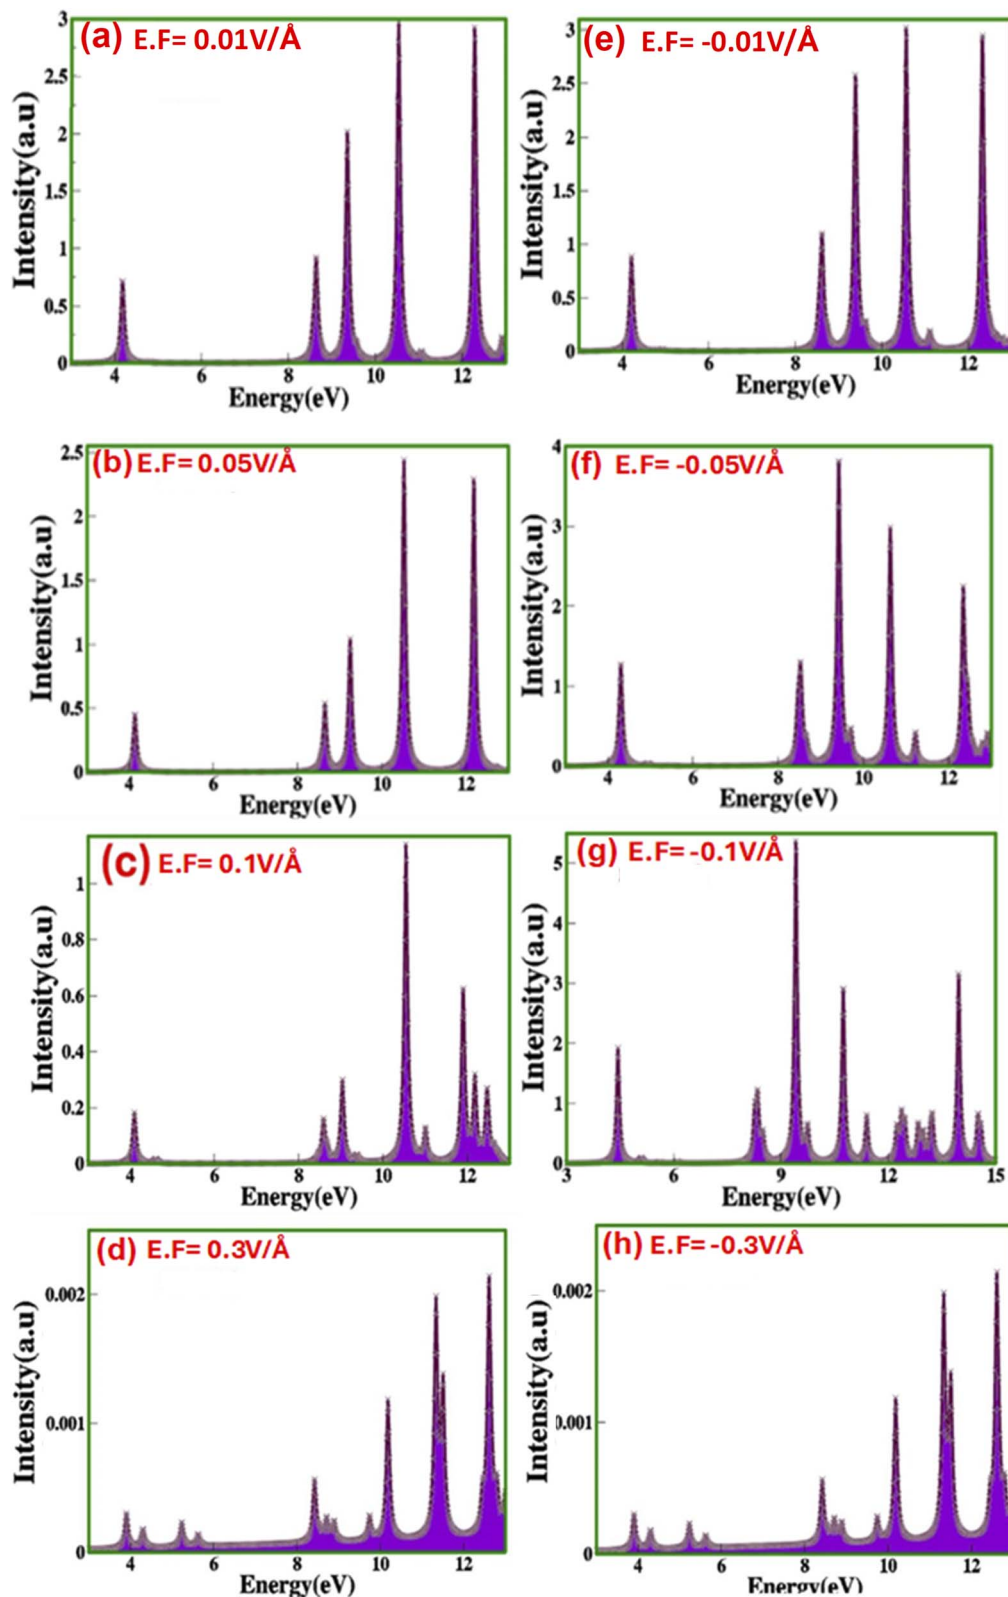 (a) E.F= 0.01V/Å
3
2.5
2
1.5
1
0.5
0
Intensity(a.u)
4 6 8 10 12
Energy(eV)
(e) E.F= -0.01V/Å
3
2.5
2
1.5
1
0.5
0
Intensity(a.u)
4 6 8 10 12
Energy(eV)
(b) E.F= 0.05V/Å
2.5
2
1.5
1
0.5
0
Intensity(a.u)
4 6 8 10 12
Energy(eV)
(f) E.F= -0.05V/Å
4
3
2
1
0
Intensity(a.u)
4 6 8 10 12
Energy(eV)
(c) E.F= 0.1V/Å
1
0.8
0.6
0.4
0.2
0
Intensity(a.u)
4 6 8 10 12
Energy(eV)
(g) E.F= -0.1V/Å
5
4
3
2
1
0
Intensity(a.u)
3 6 9 12 15
Energy(eV)
(d) E.F= 0.3V/Å
0.002
0.001
0
Intensity(a.u)
4 6 8 10 12
Energy(eV)
(h) E.F= -0.3V/Å
0.002
0.001
0
Intensity(a.u)
4 6 8 10 12
Energy(eV)